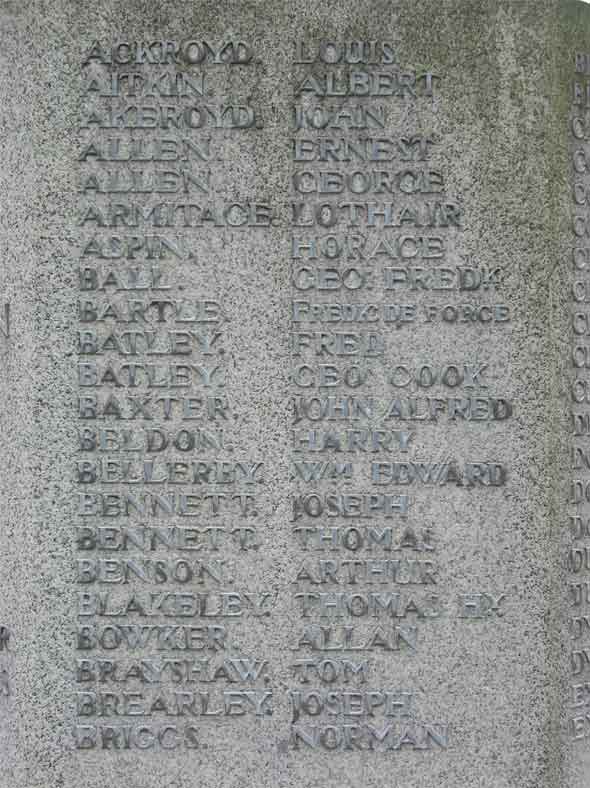 ACKROYD. LOUIS
AITKIN. ALBERT
AKEROYD. JOHN
ALLEN. ERNEST
ALLEN. GEORGE
ARMITAGE. LOTHAIR
ASPIN. HORACE
BALL. GEO: FREDK
BARTLE FREDK: DE FORGE
BATLEY. FRED
BATLEY. GEO COOK
BAXTER. JOHN ALFRED
BELDON. HARRY
BELLERBY WM EDWARD
BENNETT. JOSEPH
BENNETT. THOMAS
BENSON. ARTHUR
BLAKELEY. THOMAS HY
BOWKER. ALLAN
BRAYSHAW. TOM
BREARLEY. JOSEPH
BRIGGS. NORMAN